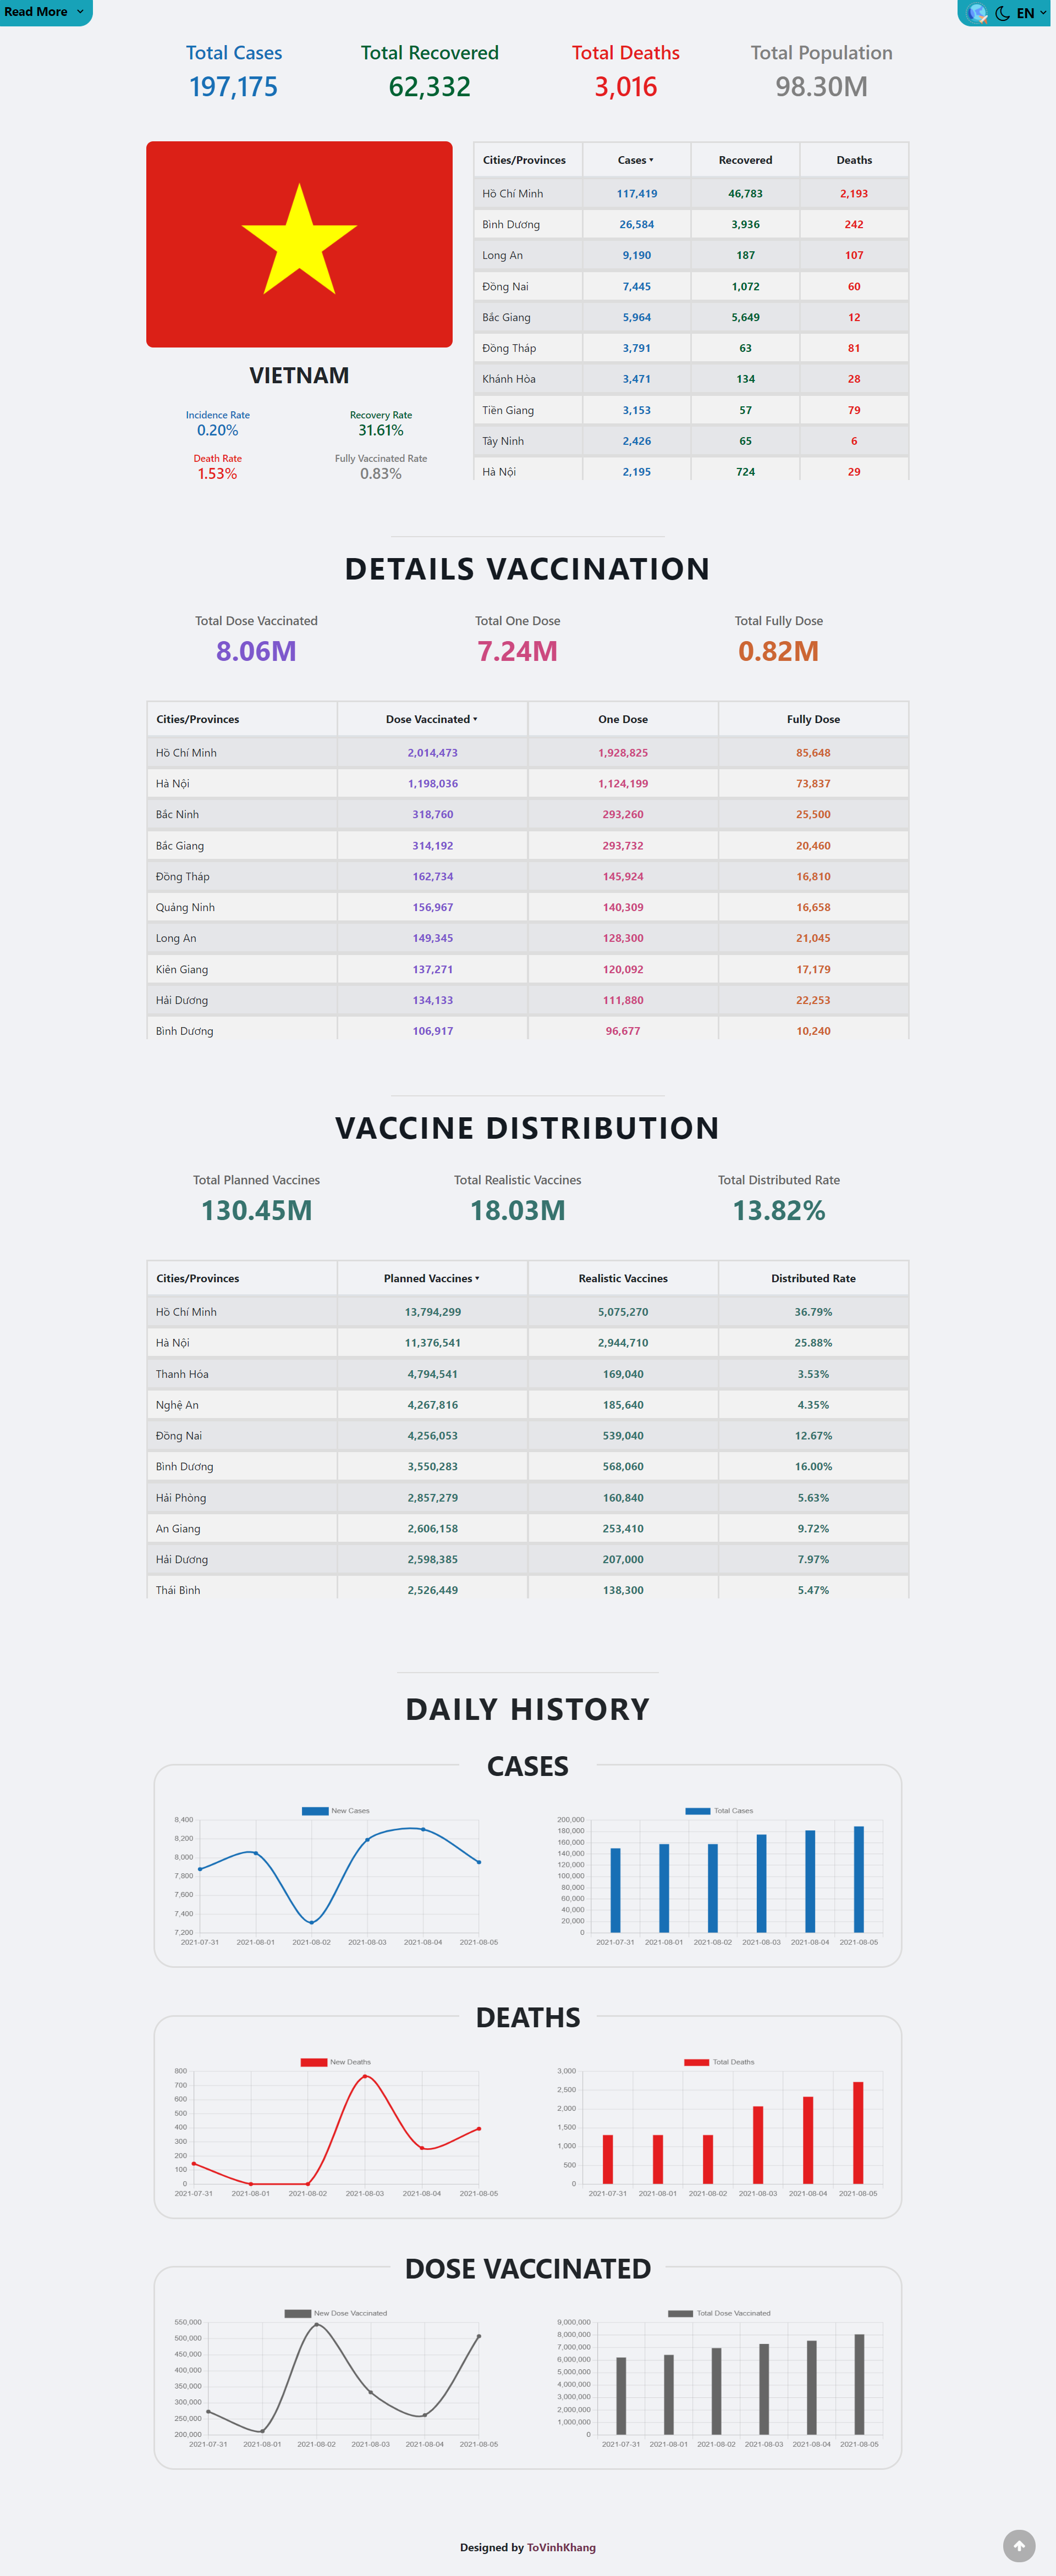 Read More
EN
Total Cases Total Recovered Total Deaths Total Population
197,175 62,332 3,016 98.30M
VIETNAM
Incidence Rate Recovery Rate
0.20% 31.61%
Death Rate Fully Vaccinated Rate
1.53% 0.83%
Cities/Provinces Cases Recovered Deaths
Hồ Chí Minh 117,419 46,783 2,193
Bình Dương 26,584 3,936 242
Long An 9,190 187 107
Đồng Nai 7,445 1,072 60
Bắc Giang 5,964 5,649 12
Đồng Tháp 3,791 63 81
Khánh Hòa 3,471 134 28
Tiền Giang 3,153 57 79
Tây Ninh 2,426 65 6
Hà Nội 2,195 724 29
DETAILS VACCINATION
Total Dose Vaccinated Total One Dose Total Fully Dose
8.06M 7.24M 0.82M
Cities/Provinces Dose Vaccinated One Dose Fully Dose
Hồ Chí Minh 2,014,473 1,928,825 85,648
Hà Nội 1,198,036 1,124,199 73,837
Bắc Ninh 318,760 293,260 25,500
Bắc Giang 314,192 293,732 20,460
Đồng Tháp 162,734 145,924 16,810
Quảng Ninh 156,967 140,309 16,658
Long An 149,345 128,300 21,045
Kiên Giang 137,271 120,092 17,179
Hải Dương 134,133 111,880 22,253
Bình Dương 106,917 96,677 10,240
VACCINE DISTRIBUTION
Total Planned Vaccines Total Realistic Vaccines Total Distributed Rate
130.45M 18.03M 13.82%
Cities/Provinces Planned Vaccines Realistic Vaccines Distributed Rate
Hồ Chí Minh 13,794,299 5,075,270 36.79%
Hà Nội 11,376,541 2,944,710 25.88%
Thanh Hóa 4,794,541 169,040 3.53%
Nghệ An 4,267,816 185,640 4.35%
Đồng Nai 4,256,053 539,040 12.67%
Bình Dương 3,550,283 568,060 16.00%
Hải Phòng 2,857,279 160,840 5.63%
An Giang 2,606,158 253,410 9.72%
Hải Dương 2,598,385 207,000 7.97%
Thái Bình 2,526,449 138,300 5.47%
DAILY HISTORY
CASES
New Cases
8,400
8,200
8,000
7,800
7,600
7,400
7,200
2021-07-31 2021-08-01 2021-08-02 2021-08-03 2021-08-04 2021-08-05
Total Cases
200,000
180,000
160,000
140,000
120,000
100,000
80,000
60,000
40,000
20,000
0
2021-07-31 2021-08-01 2021-08-02 2021-08-03 2021-08-04 2021-08-05
DEATHS
New Deaths
800
700
600
500
400
300
200
100
0
2021-07-31 2021-08-01 2021-08-02 2021-08-03 2021-08-04 2021-08-05
Total Deaths
3,000
2,500
2,000
1,500
1,000
500
0
2021-07-31 2021-08-01 2021-08-02 2021-08-03 2021-08-04 2021-08-05
DOSE VACCINATED
New Dose Vaccinated
550,000
500,000
450,000
400,000
350,000
300,000
250,000
200,000
2021-07-31 2021-08-01 2021-08-02 2021-08-03 2021-08-04 2021-08-05
Total Dose Vaccinated
9,000,000
8,000,000
7,000,000
6,000,000
5,000,000
4,000,000
3,000,000
2,000,000
1,000,000
0
2021-07-31 2021-08-01 2021-08-02 2021-08-03 2021-08-04 2021-08-05
Designed by ToVinhKhang